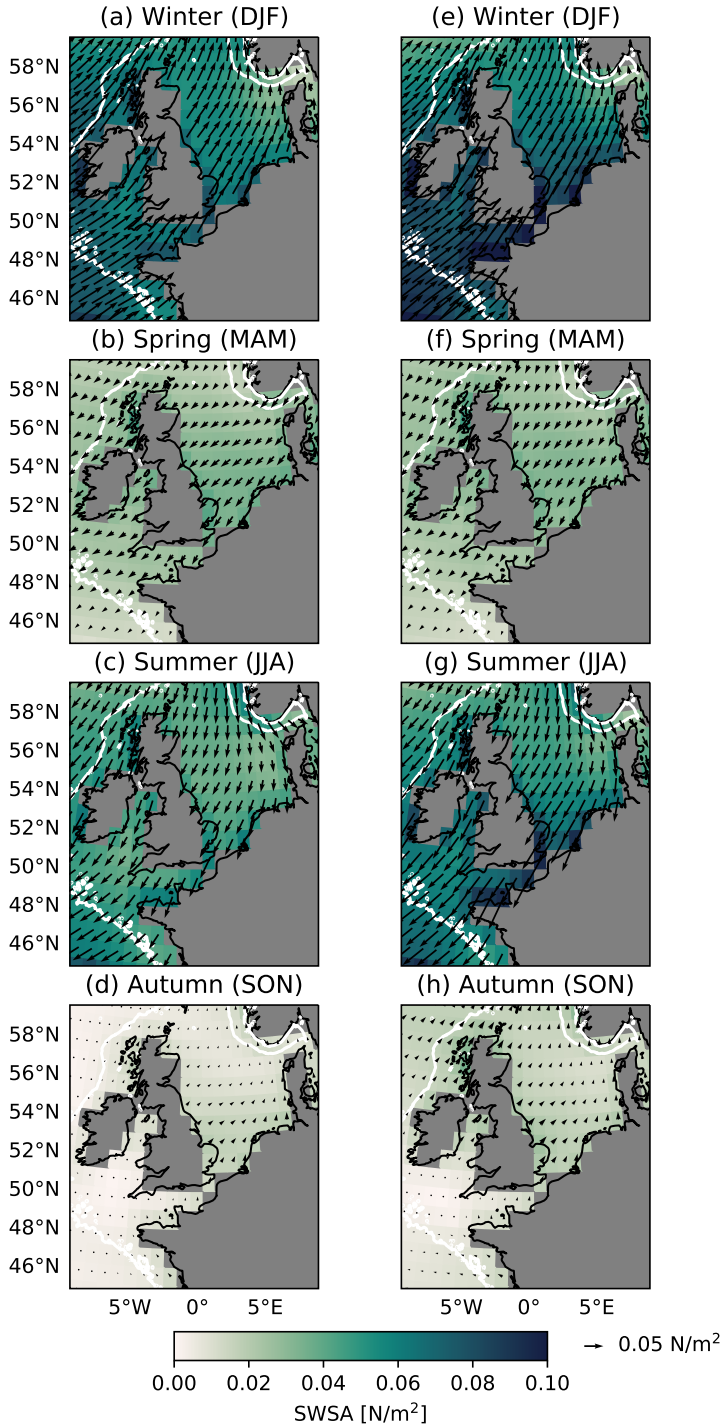 (a) Winter (DJF)
(e) Winter (DJF)
58°N
56°N
54°N
52°N
50°N
48°N
46°N
(b) Spring (MAM)
(f) Spring (MAM)
58°N
56°N
54°N
52°N
50°N
48°N
46°N
(c) Summer (JJA)
(g) Summer (JJA)
58°N
56°N
54°N
52°N
50°N
48°N
46°N
(d) Autumn (SON)
(h) Autumn (SON)
58°N
56°N
54°N
52°N
50°N
48°N
46°N
5°W 0° 5°E
5°W 0° 5°E
0.05 N/m²
0.00 0.02 0.04 0.06 0.08 0.10
SWSA [N/m²]